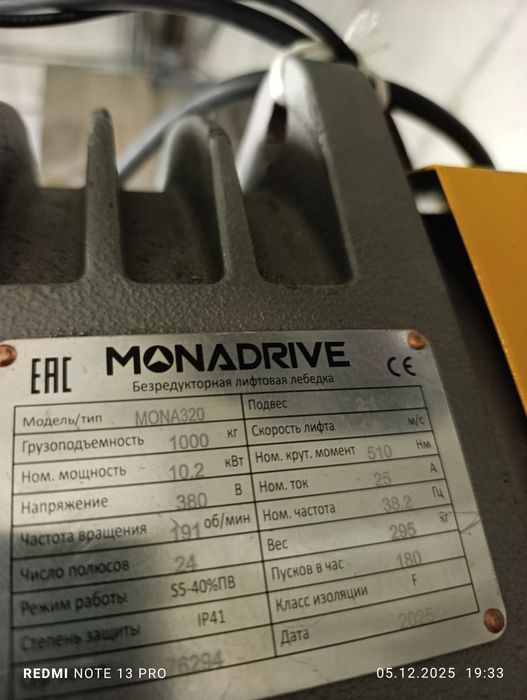 EAC MONADRIVE CE
Безредукторная лифтовая лебедка
Модель/тип MONA320 Подвес
Грузоподъемность 1000 кг Скорость лифта м/с
Ном. мощность 10.2 кВт Ном. крут. момент 510 Нм
Напряжение 380 В Ном. ток 25 А
Частота вращения 191 об/мин Ном. частота 38.2 Гц
Число полюсов 24 Вес 295 кг
Режим работы S5-40%ПВ Пусков в час 180
Степень защиты IP41 Класс изоляции F
76294 Дата 2025
REDMI NOTE 13 PRO 05.12.2025 19:33